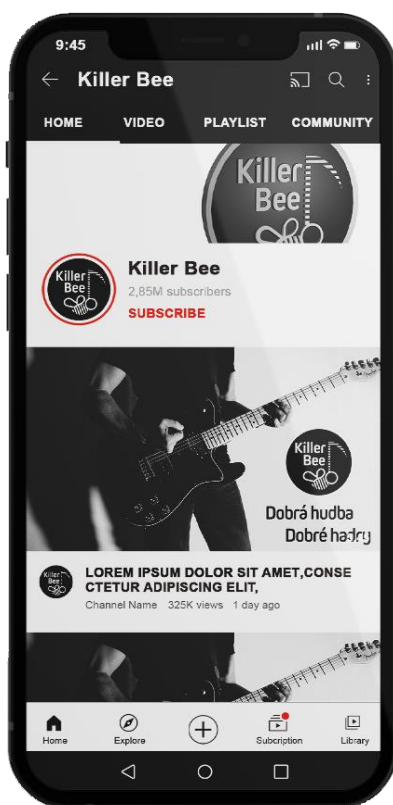 9:45
Killer Bee
HOME VIDEO PLAYLIST COMMUNITY
Killer
Bee
Killer
Bee
Killer Bee
2,85M subscribers
SUBSCRIBE
Killer
Bee
Dobrá hudba
Dobré hadry
Killer
Bee
LOREM IPSUM DOLOR SIT AMET,CONSE
CTETUR ADIPISCING ELIT,
Channel Name 325K views 1 day ago
Home Explore Subcription Library